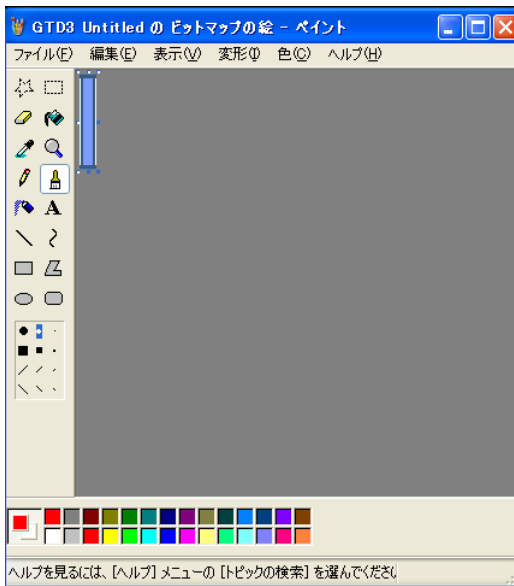 GTD3 Untitled の ビットマップの絵 - ペイント
ファイル(F) 編集(E) 表示(V) 変形(I) 色(C) ヘルプ(H)
A
ヘルプを見るには、[ヘルプ] メニューの [トピックの検索] を選んでくださ